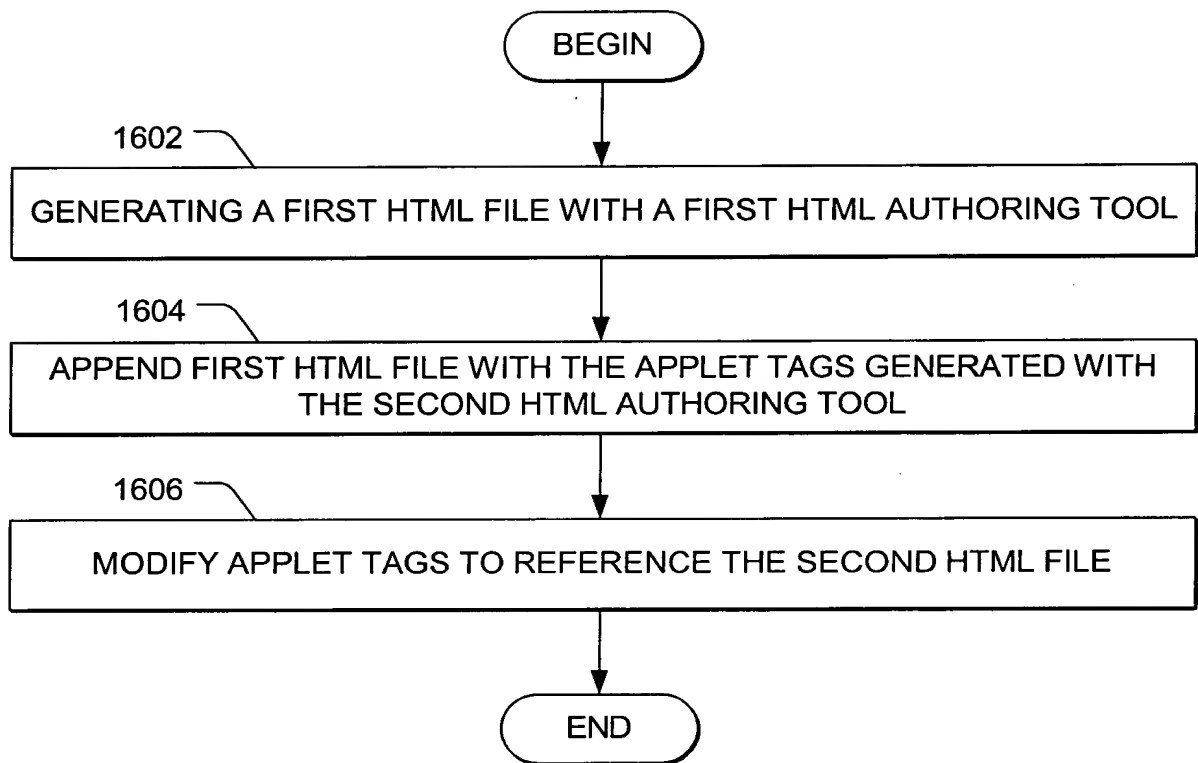 BEGIN
1602
GENERATING A FIRST HTML FILE WITH A FIRST HTML AUTHORING TOOL
1604
APPEND FIRST HTML FILE WITH THE APPLET TAGS GENERATED WITH
THE SECOND HTML AUTHORING TOOL
1606
MODIFY APPLET TAGS TO REFERENCE THE SECOND HTML FILE
END